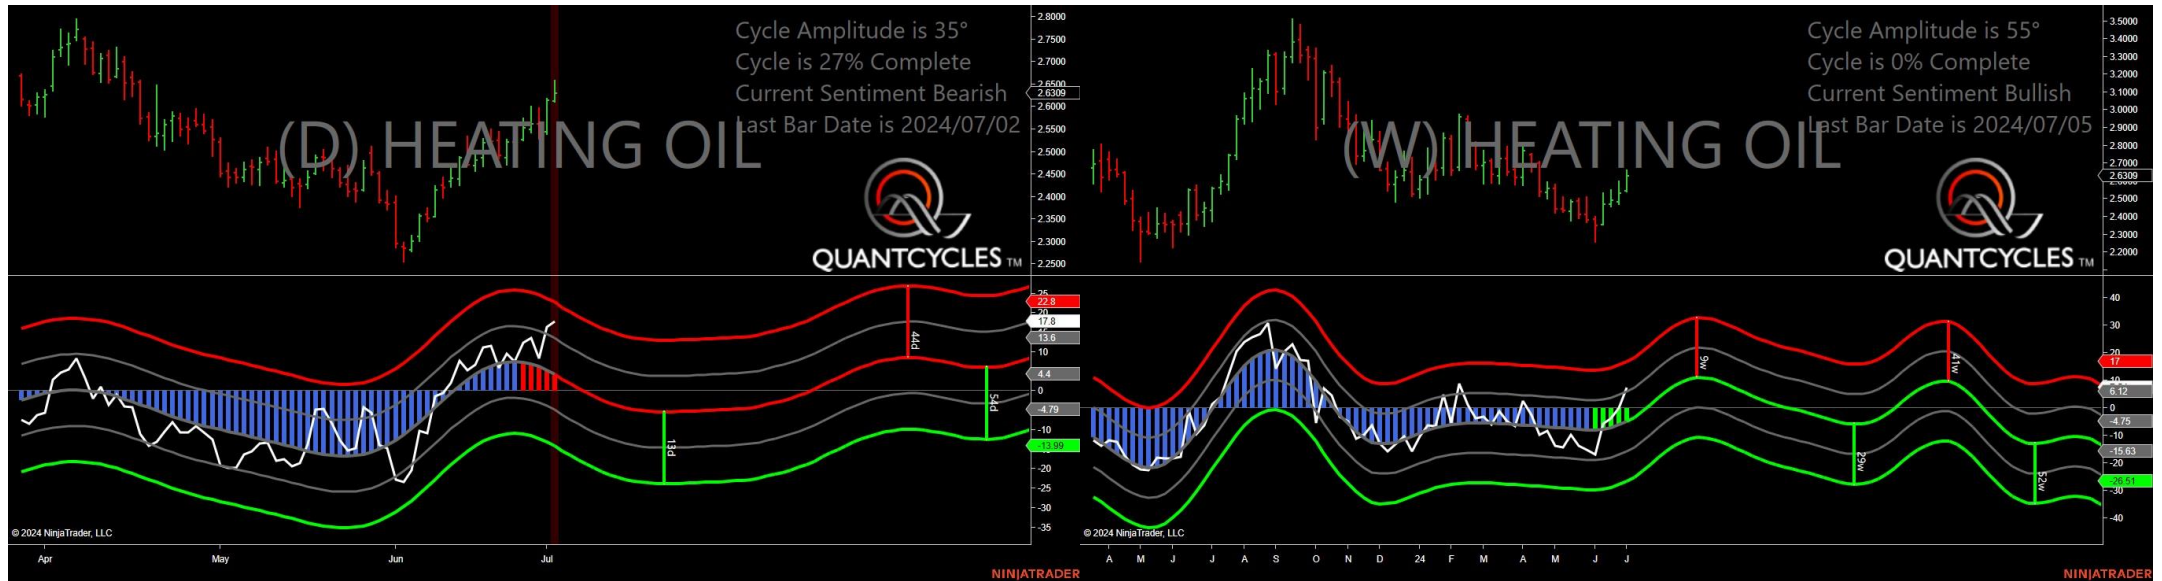 Cycle Amplitude is 35°
Cycle is 27% Complete
Current Sentiment Bearish
Last Bar Date is 2024/07/02
(D) HEATING OIL
QUANTCYCLES TM
2.8000
2.7500
2.7000
2.6500
2.6309
2.6000
2.5500
2.5000
2.4500
2.4000
2.3500
2.3000
2.2500
25
22.8
20
17.8
13.6
10
4.4
0
-4.79
-10
-13.99
-20
-25
-30
-35
13d
44d
54d
© 2024 NinjaTrader, LLC
Apr May Jun Jul
NINJATRADER
Cycle Amplitude is 55°
Cycle is 0% Complete
Current Sentiment Bullish
Last Bar Date is 2024/07/05
(W) HEATING OIL
QUANTCYCLES TM
3.5000
3.4000
3.3000
3.2000
3.1000
3.0000
2.9000
2.8000
2.7000
2.6309
2.5000
2.4000
2.3000
2.2000
40
30
20
17
6.12
0
-4.75
-10
-15.63
-20
-26.51
-30
-40
9w
29w
41w
52w
© 2024 NinjaTrader, LLC
A M J J A S O N D 24 F M A M J J
NINJATRADER